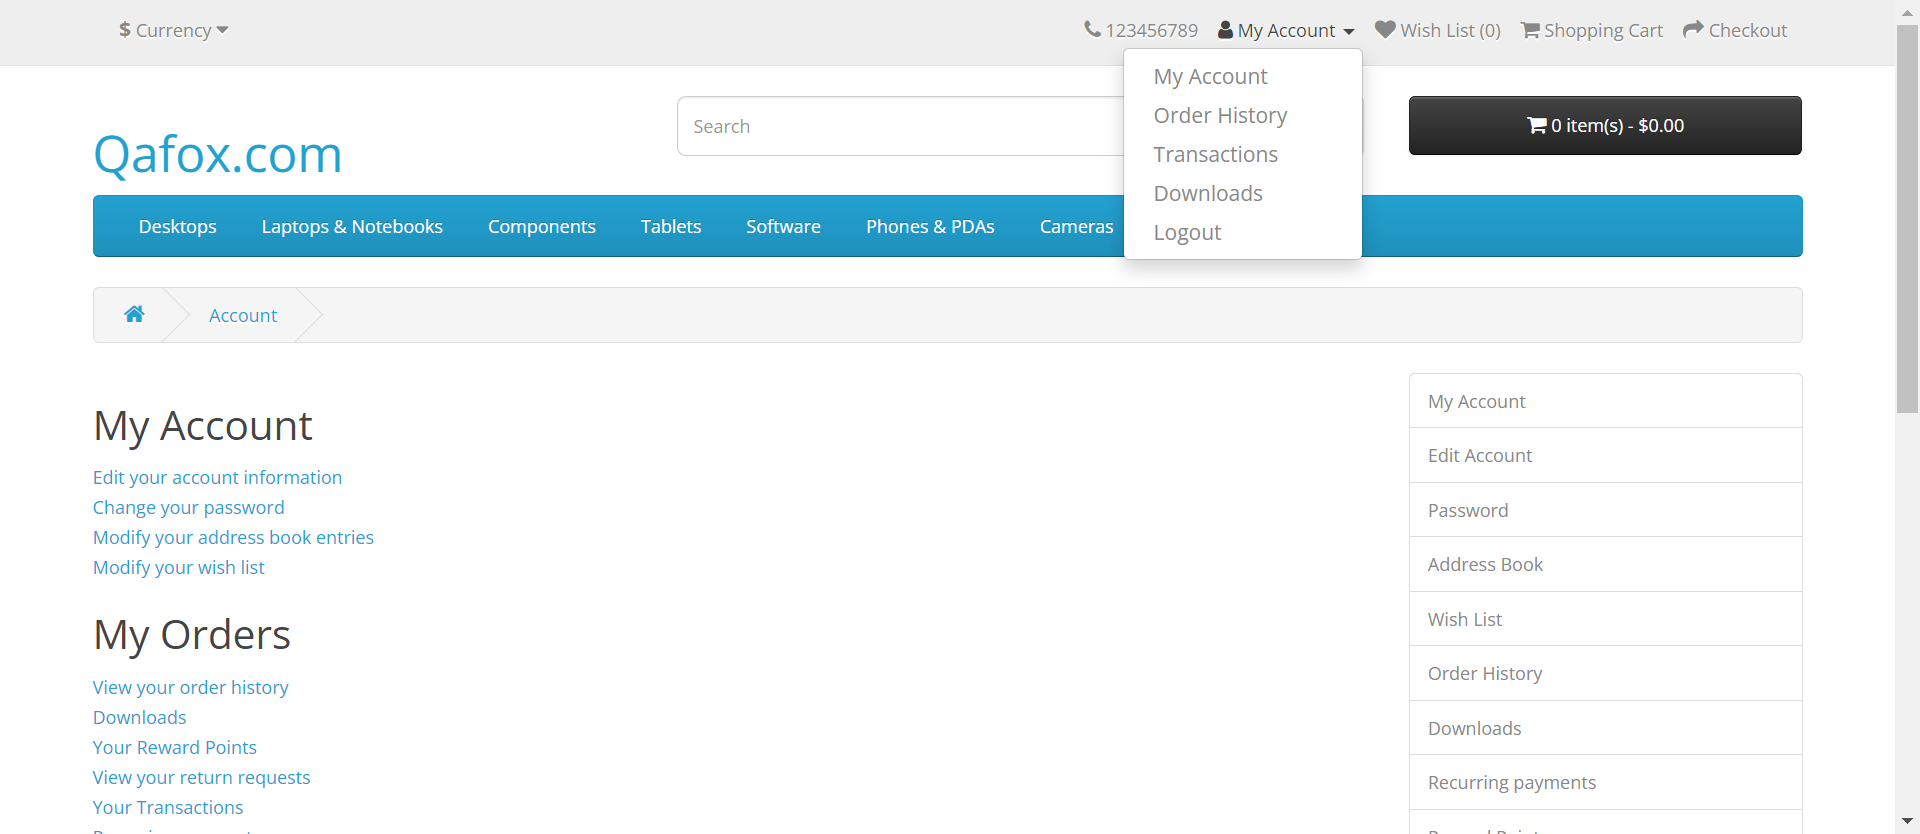 $ Currency
123456789 My Account Wish List (0) Shopping Cart Checkout
My Account
Order History
Transactions
Downloads
Logout
Qafox.com
Search
0 item(s) - $0.00
Desktops Laptops & Notebooks Components Tablets Software Phones & PDAs Cameras
Account
My Account
Edit your account information
Change your password
Modify your address book entries
Modify your wish list
My Orders
View your order history
Downloads
Your Reward Points
View your return requests
Your Transactions
My Account
Edit Account
Password
Address Book
Wish List
Order History
Downloads
Recurring payments